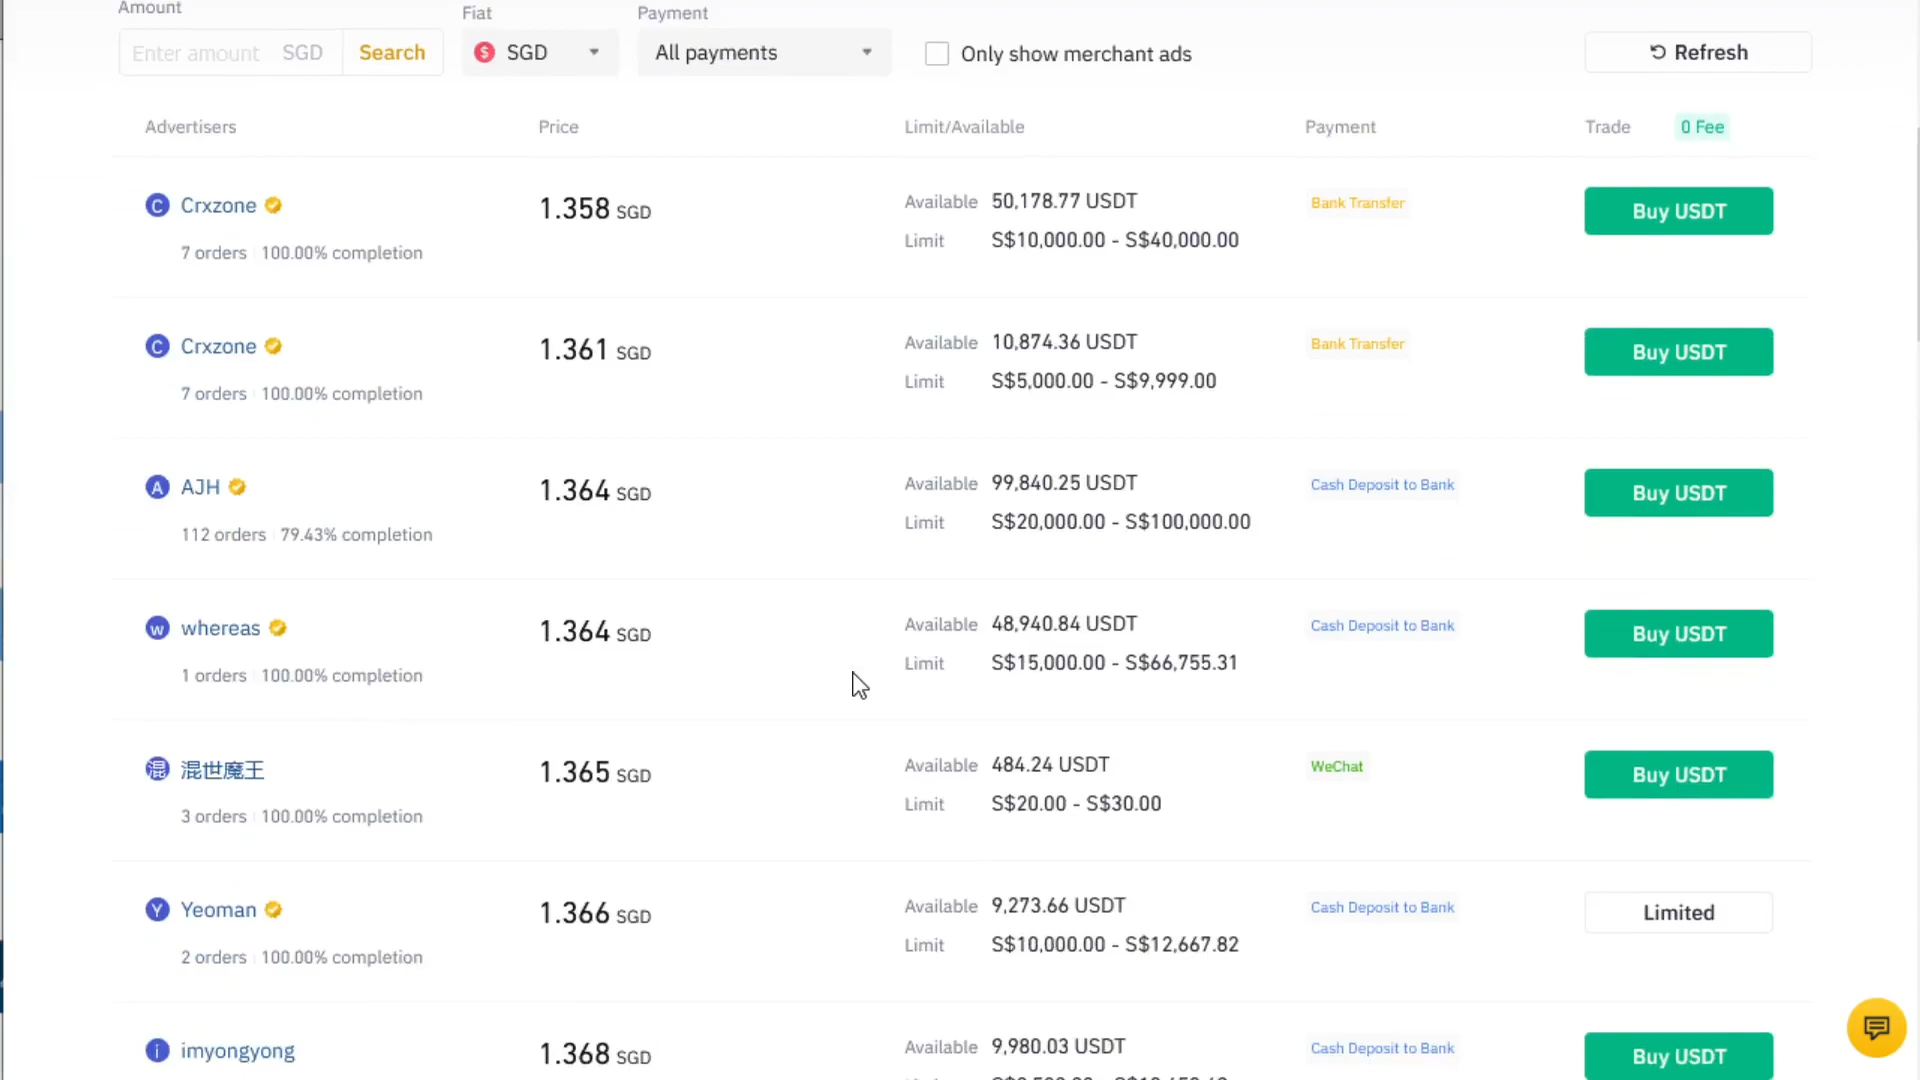 Amount
Fiat
Payment
Enter amount SGD Search
SGD
All payments
Only show merchant ads
Refresh
Advertisers Price Limit/Available Payment Trade 0 Fee
C Crxzone
1.358 SGD
Available 50,178.77 USDT
Bank Transfer
Buy USDT
Limit S$10,000.00 - S$40,000.00
7 orders 100.00% completion
C Crxzone
1.361 SGD
Available 10,874.36 USDT
Bank Transfer
Buy USDT
Limit S$5,000.00 - S$9,999.00
7 orders 100.00% completion
A AJH
1.364 SGD
Available 99,840.25 USDT
Cash Deposit to Bank
Buy USDT
Limit S$20,000.00 - S$100,000.00
112 orders 79.43% completion
w whereas
1.364 SGD
Available 48,940.84 USDT
Cash Deposit to Bank
Buy USDT
Limit S$15,000.00 - S$66,755.31
1 orders 100.00% completion
混 混世魔王
1.365 SGD
Available 484.24 USDT
WeChat
Buy USDT
Limit S$20.00 - S$30.00
3 orders 100.00% completion
Y Yeoman
1.366 SGD
Available 9,273.66 USDT
Cash Deposit to Bank
Limited
Limit S$10,000.00 - S$12,667.82
2 orders 100.00% completion
i imyongyong
1.368 SGD
Available 9,980.03 USDT
Cash Deposit to Bank
Buy USDT